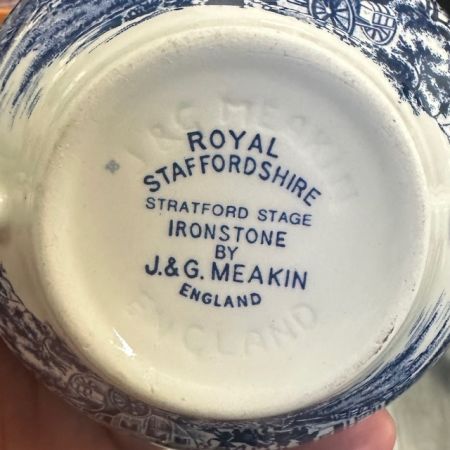 J&G MEAKIN
ROYAL
STAFFORDSHIRE
STRATFORD STAGE
IRONSTONE
BY
J.&G. MEAKIN
ENGLAND
ENGLAND